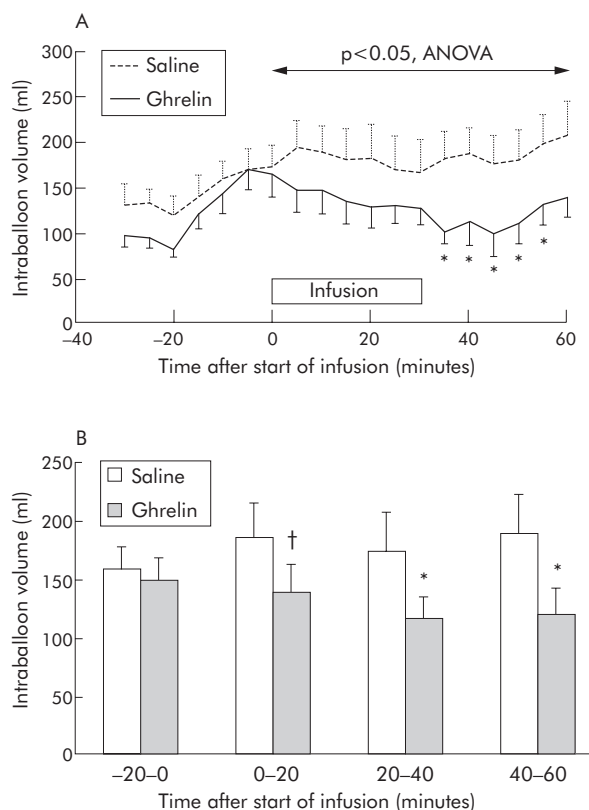 A
300
250
200
150
100
50
0
Intraballoon volume (ml)
Saline
Ghrelin
p<0.05, ANOVA
* * * * *
Infusion
–40 –20 0 20 40 60
Time after start of infusion (minutes)
B
250
200
150
100
50
0
Intraballoon volume (ml)
Saline
Ghrelin
†
*
*
–20–0 0–20 20–40 40–60
Time after start of infusion (minutes)